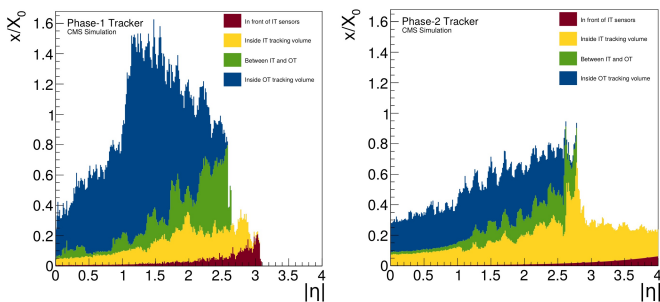 x/X0
Phase-1 Tracker
CMS Simulation
In front of IT sensors
Inside IT tracking volume
Between IT and OT
Inside OT tracking volume
1.6
1.4
1.2
1
0.8
0.6
0.4
0.2
0
0 0.5 1 1.5 2 2.5 3 3.5 4
|η|
x/X0
Phase-2 Tracker
CMS Simulation
In front of IT sensors
Inside IT tracking volume
Between IT and OT
Inside OT tracking volume
1.6
1.4
1.2
1
0.8
0.6
0.4
0.2
0
0 0.5 1 1.5 2 2.5 3 3.5 4
|η|